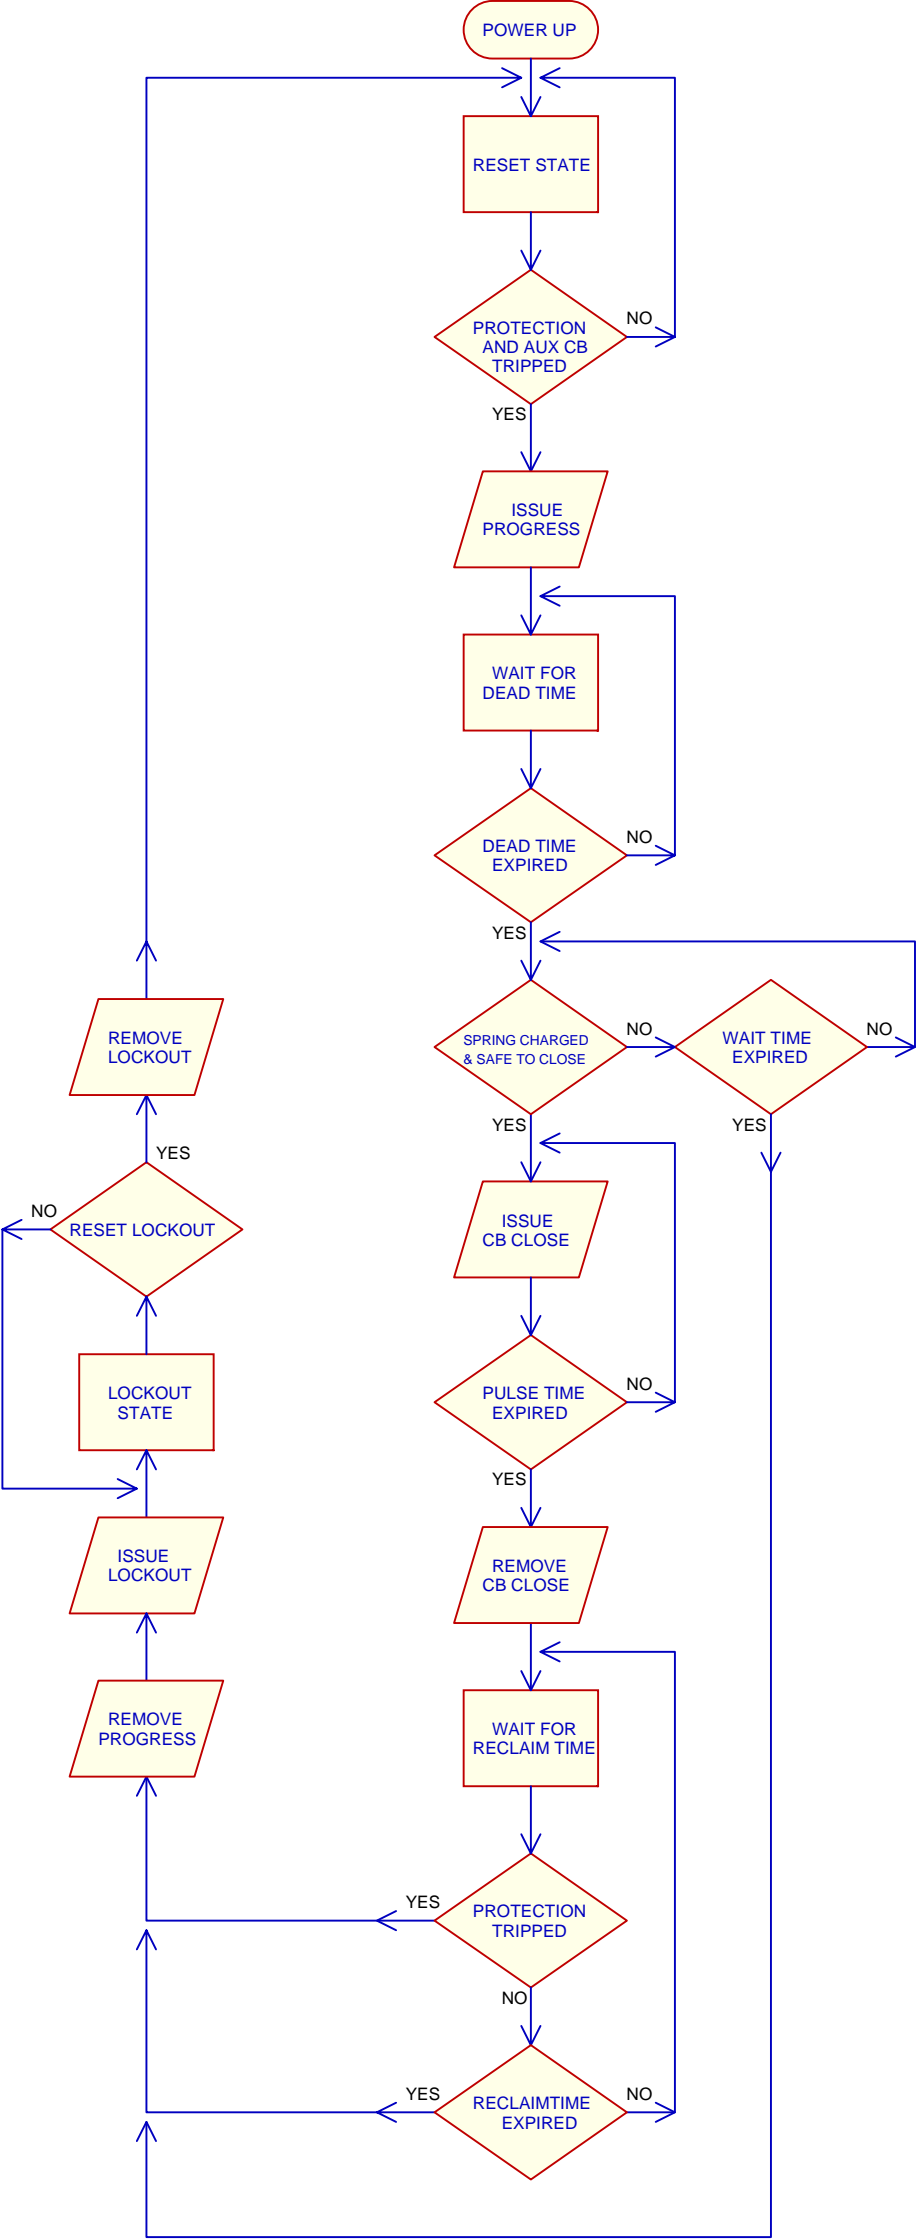 POWER UP
RESET STATE
PROTECTION
AND AUX CB
TRIPPED
NO
YES
ISSUE
PROGRESS
WAIT FOR
DEAD TIME
DEAD TIME
EXPIRED
NO
YES
SPRING CHARGED
& SAFE TO CLOSE
NO
WAIT TIME
EXPIRED
NO
YES
YES
ISSUE
CB CLOSE
PULSE TIME
EXPIRED
NO
YES
REMOVE
CB CLOSE
WAIT FOR
RECLAIM TIME
PROTECTION
TRIPPED
YES
NO
RECLAIMTIME
EXPIRED
YES
NO
REMOVE
PROGRESS
ISSUE
LOCKOUT
LOCKOUT
STATE
RESET LOCKOUT
NO
YES
REMOVE
LOCKOUT